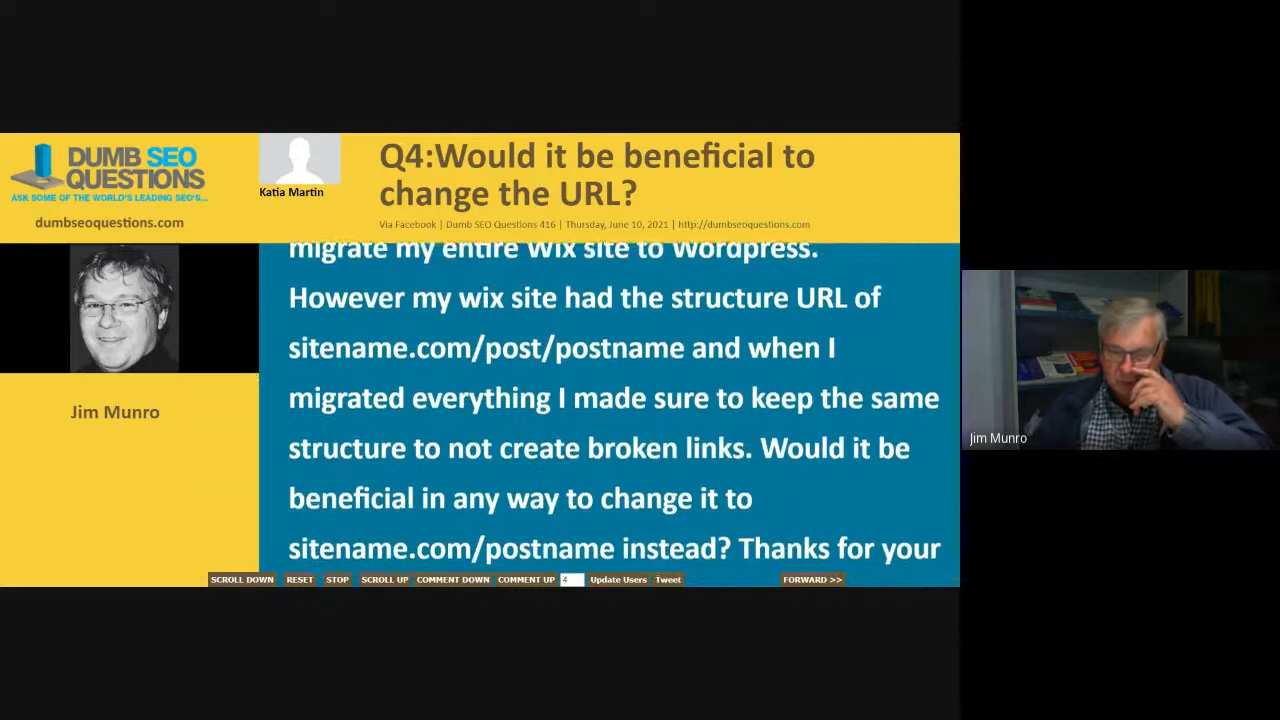 DUMB SEO
QUESTIONS
ASK SOME OF THE WORLD'S LEADING SEO'S...
dumbseoquestions.com
Katia Martin
Q4:Would it be beneficial to
change the URL?
Via Facebook | Dumb SEO Questions 416 | Thursday, June 10, 2021 | http://dumbseoquestions.com
Jim Munro
migrate my entire Wix site to Wordpress.
However my wix site had the structure URL of
sitename.com/post/postname and when I
migrated everything I made sure to keep the same
structure to not create broken links. Would it be
beneficial in any way to change it to
sitename.com/postname instead? Thanks for your
SCROLL DOWN RESET STOP SCROLL UP COMMENT DOWN COMMENT UP 4 Update Users Tweet FORWARD >>
Jim Munro